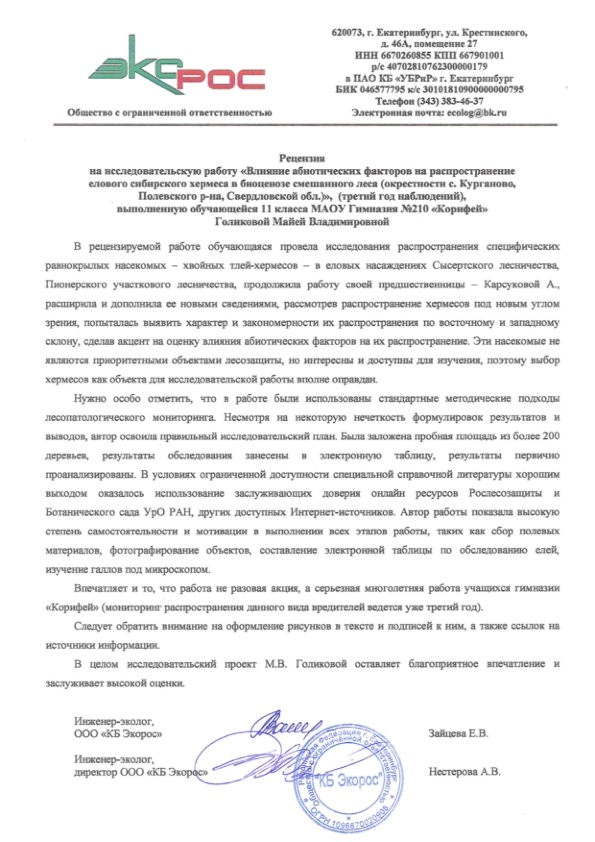 ЭКОРОС
Общество с ограниченной ответственностью
620073, г. Екатеринбург, ул. Крестинского,
д. 46А, помещение 27
ИНН 6670260855 КПП 667901001
р/с 40702810762300000179
в ПАО КБ «УБРиР» г. Екатеринбург
БИК 046577795 к/с 30101810900000000795
Телефон (343) 383-46-37
Электронная почта: ecolog@bk.ru
Рецензия
на исследовательскую работу «Влияние абиотических факторов на распространение
елового сибирского хермеса в биоценозе смешанного леса (окрестности с. Курганово,
Полевского р-на, Свердловской обл.)», (третий год наблюдений),
выполненную обучающейся 11 класса МАОУ Гимназия №210 «Корифей»
Голиковой Майей Владимировной
В рецензируемой работе обучающаяся провела исследования распространения специфических
равнокрылых насекомых – хвойных тлей-хермесов – в еловых насаждениях Сысертского лесничества,
Пионерского участкового лесничества, продолжила работу своей предшественницы – Карсуковой А.,
расширила и дополнила ее новыми сведениями, рассмотрев распространение хермесов под новым углом
зрения, попыталась выявить характер и закономерности их распространения по восточному и западному
склону, сделав акцент на оценку влияния абиотических факторов на их распространение. Эти насекомые не
являются приоритетными объектами лесозащиты, но интересны и доступны для изучения, поэтому выбор
хермесов как объекта для исследовательской работы вполне оправдан.
Нужно особо отметить, что в работе были использованы стандартные методические подходы
лесопатологического мониторинга. Несмотря на некоторую нечеткость формулировок результатов и
выводов, автор освоила правильный исследовательский план. Была заложена пробная площадь из более 200
деревьев, результаты обследования занесены в электронную таблицу, результаты первично
проанализированы. В условиях ограниченной доступности специальной справочной литературы хорошим
выходом оказалось использование заслуживающих доверия онлайн ресурсов Рослесозащиты и
Ботанического сада УрО РАН, других доступных Интернет-источников. Автор работы показала высокую
степень самостоятельности и мотивации в выполнении всех этапов работы, таких как сбор полевых
материалов, фотографирование объектов, составление электронной таблицы по обследованию елей,
изучение галлов под микроскопом.
Впечатляет и то, что работа не разовая акция, а серьезная многолетняя работа учащихся гимназии
«Корифей» (мониторинг распространения данного вида вредителей ведется уже третий год).
Следует обратить внимание на оформление рисунков в тексте и подписей к ним, а также ссылок на
источники информации.
В целом исследовательский проект М.В. Голиковой оставляет благоприятное впечатление и
заслуживает высокой оценки.
Инженер-эколог,
ООО «КБ Экорос»
Зайцева Е.В.
Инженер-эколог,
директор ООО «КБ Экорос»
Нестерова А.В.
Российская Федерация г. Екатеринбург
Общество с ограниченной ответственностью
"КБ Экорос"
ОГРН 1096670020906